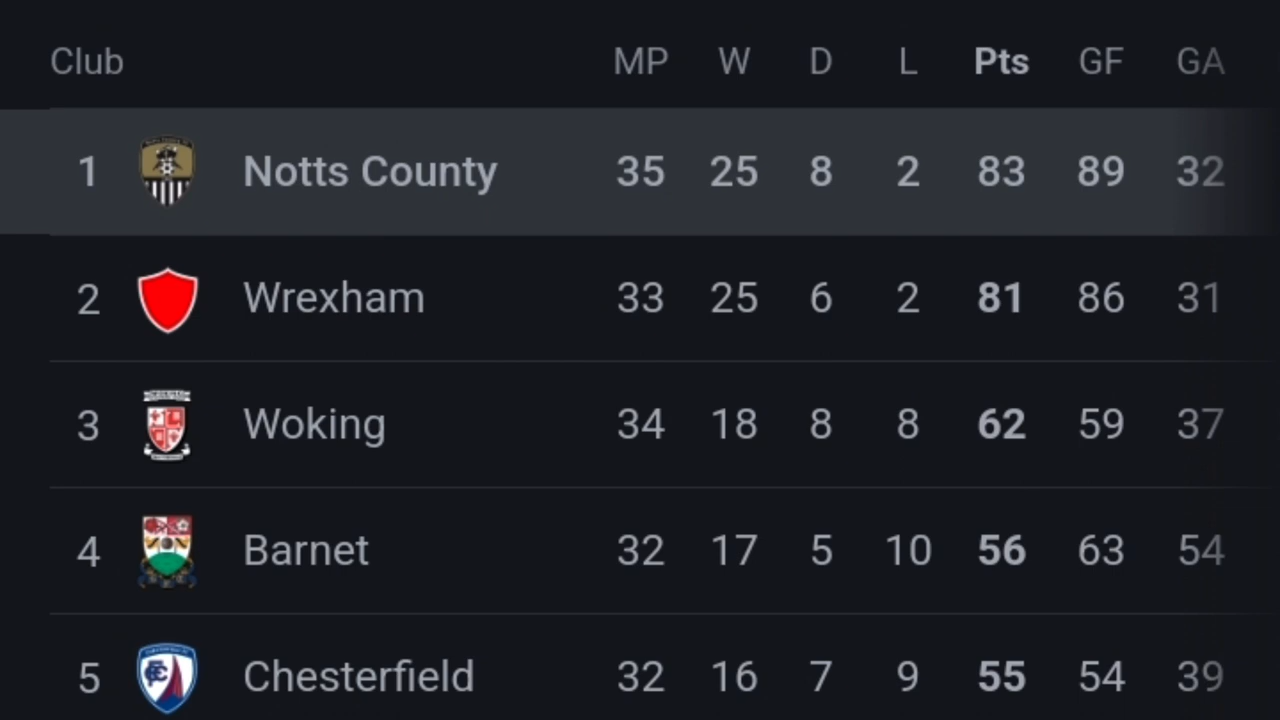 Club MP W D L Pts GF GA
1 Notts County 35 25 8 2 83 89 32
2 Wrexham 33 25 6 2 81 86 31
3 Woking 34 18 8 8 62 59 37
4 Barnet 32 17 5 10 56 63 54
5 Chesterfield 32 16 7 9 55 54 39